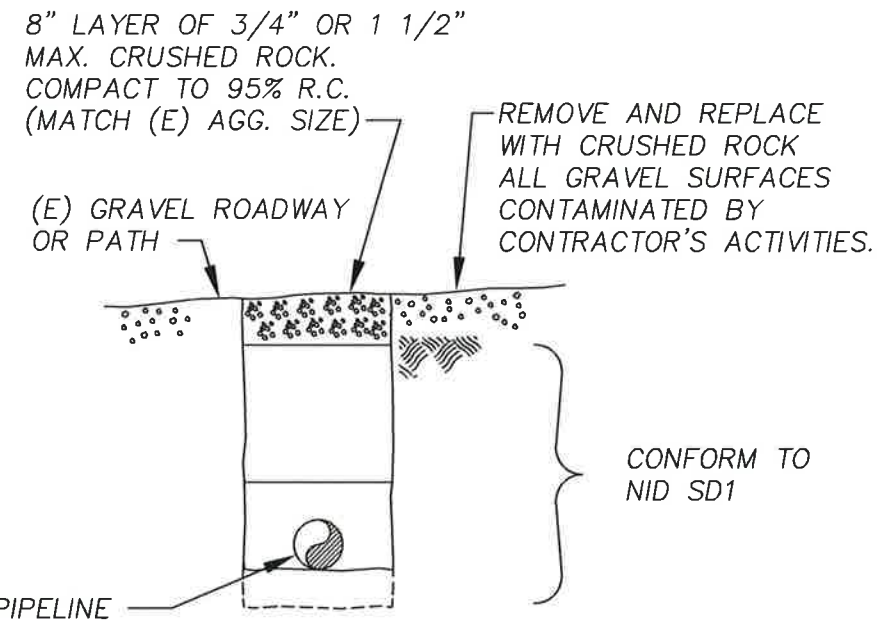 8" LAYER OF 3/4" OR 1 1/2"
MAX. CRUSHED ROCK.
COMPACT TO 95% R.C.
(MATCH (E) AGG. SIZE)
REMOVE AND REPLACE
WITH CRUSHED ROCK
ALL GRAVEL SURFACES
CONTAMINATED BY
CONTRACTOR'S ACTIVITIES.
(E) GRAVEL ROADWAY
OR PATH
CONFORM TO
NID SD1
PIPELINE